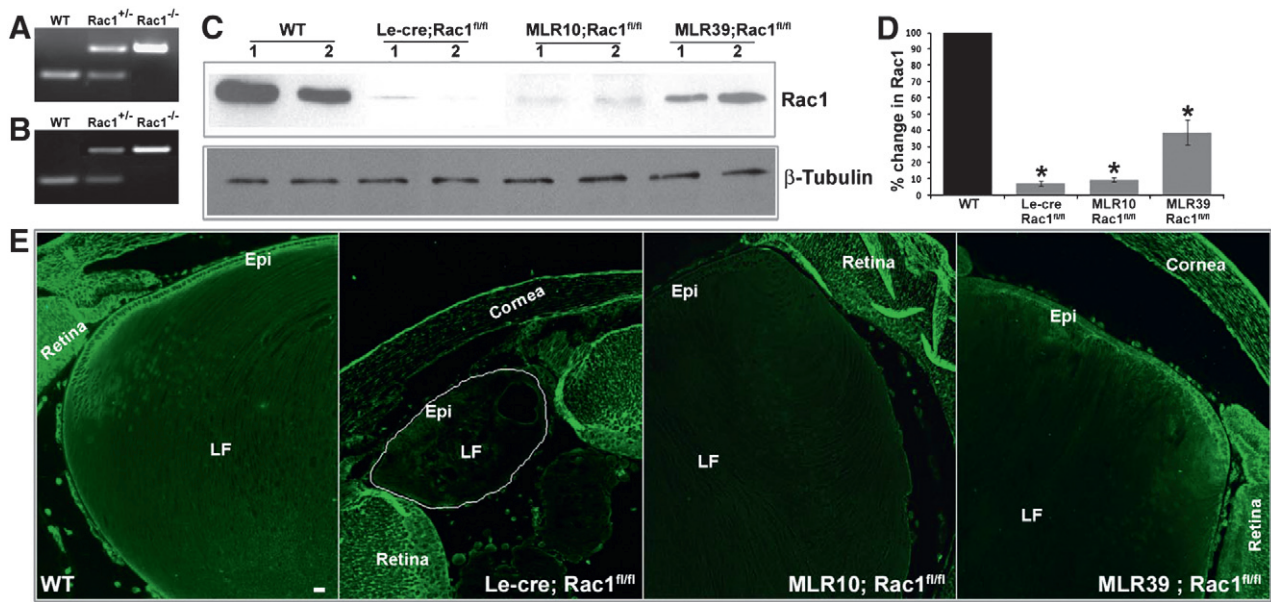 A
WT Rac1+/- Rac1-/-
B
WT Rac1+/- Rac1-/-
C
WT Le-cre;Rac1fl/fl MLR10;Rac1fl/fl MLR39;Rac1fl/fl
1 2 1 2 1 2 1 2
Rac1
β-Tubulin
D
% change in Rac1
100
90
80
70
60
50
40
30
20
10
0
*
*
*
WT
Le-cre
Rac1fl/fl
MLR10
Rac1fl/fl
MLR39
Rac1fl/fl
E
Epi
Retina
LF
WT
Cornea
Epi
LF
Retina
Le-cre; Rac1fl/fl
Retina
Epi
LF
MLR10; Rac1fl/fl
Cornea
Epi
LF
Retina
MLR39 ; Rac1fl/fl